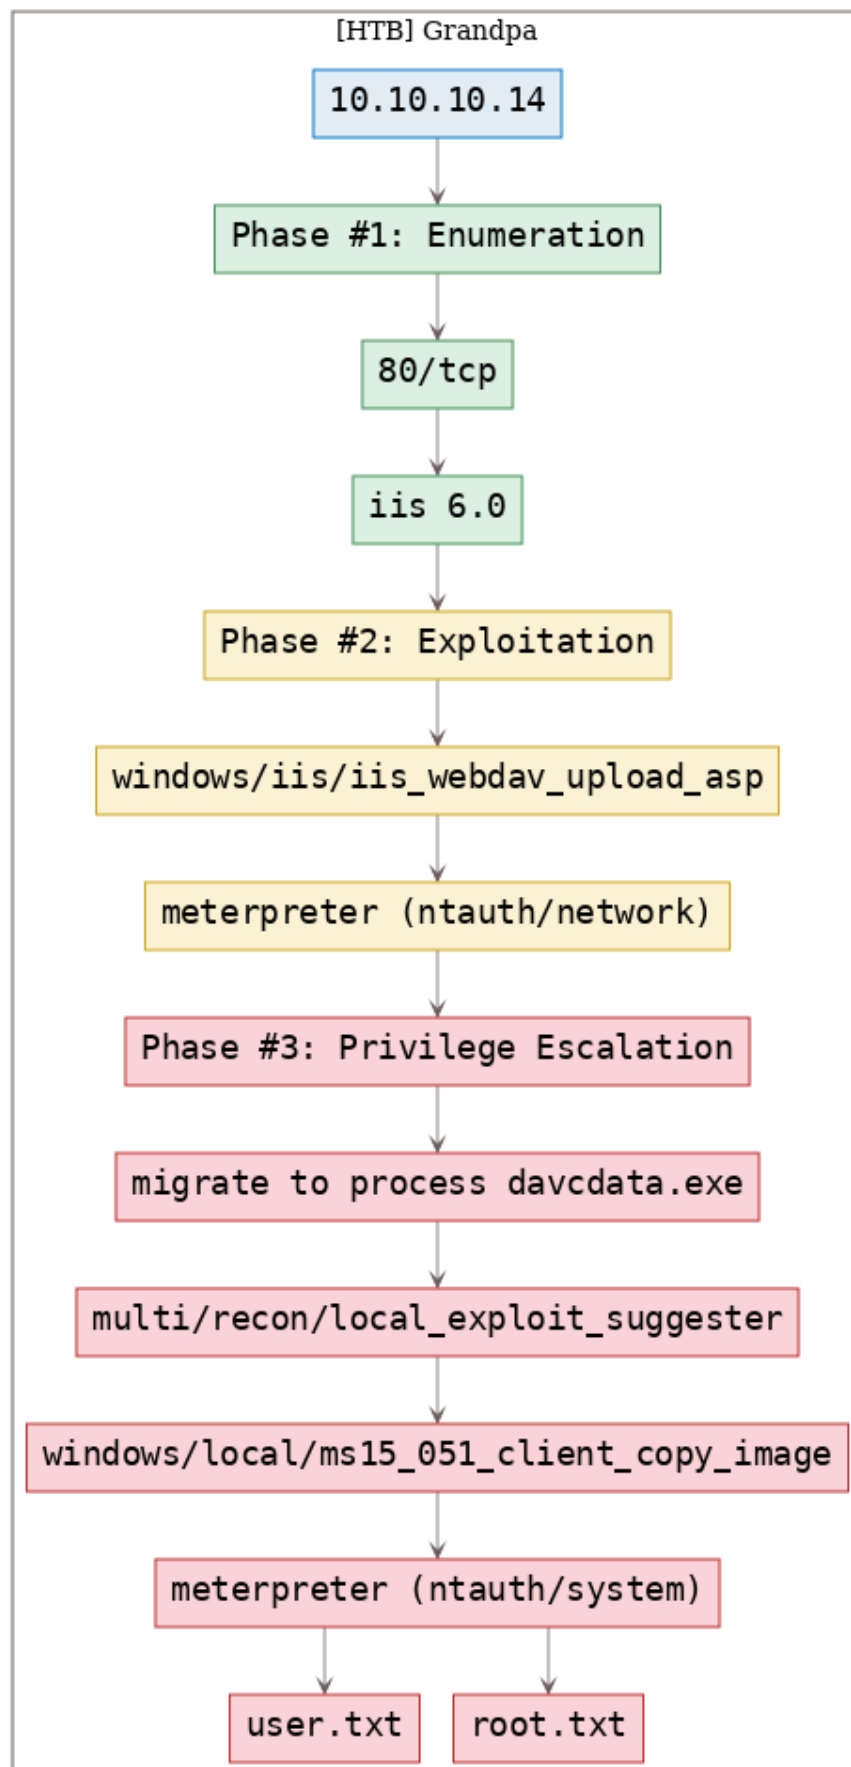 [HTB] Grandpa
10.10.10.14
Phase #1: Enumeration
80/tcp
iis 6.0
Phase #2: Exploitation
windows/iis/iis_webdav_upload_asp
meterpreter (ntauth/network)
Phase #3: Privilege Escalation
migrate to process davcdata.exe
multi/recon/local_exploit_suggester
windows/local/ms15_051_client_copy_image
meterpreter (ntauth/system)
user.txt
root.txt